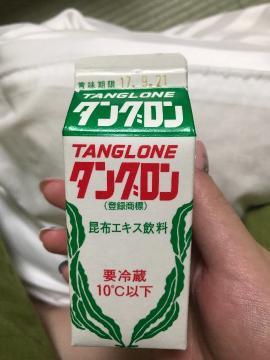 賞味期限 17.9.21
TANGLONE
タングロン
TANGLONE
タングロン
(登録商標)
昆布エキス飲料
要冷蔵
10℃以下